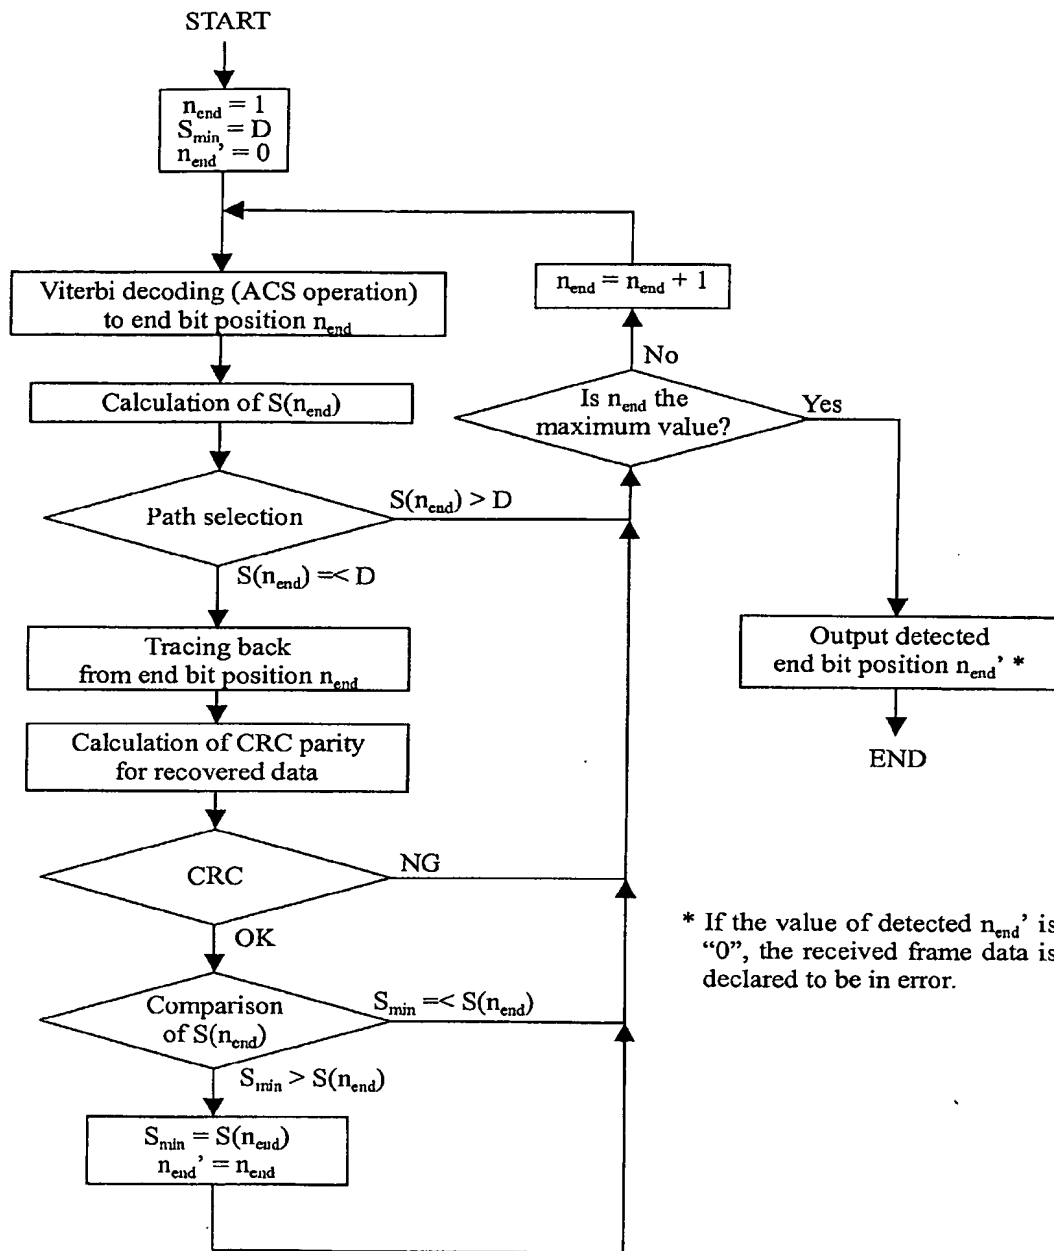 START
n_end = 1
S_min = D
n_end' = 0
Viterbi decoding (ACS operation)
to end bit position n_end
Calculation of S(n_end)
Path selection
S(n_end) > D
S(n_end) =< D
Tracing back
from end bit position n_end
Calculation of CRC parity
for recovered data
CRC
NG
OK
Comparison
of S(n_end)
S_min =< S(n_end)
S_min > S(n_end)
S_min = S(n_end)
n_end' = n_end
n_end = n_end + 1
No
Is n_end the
maximum value?
Yes
Output detected
end bit position n_end' *
END
* If the value of detected n_end' is
“0”, the received frame data is
declared to be in error.